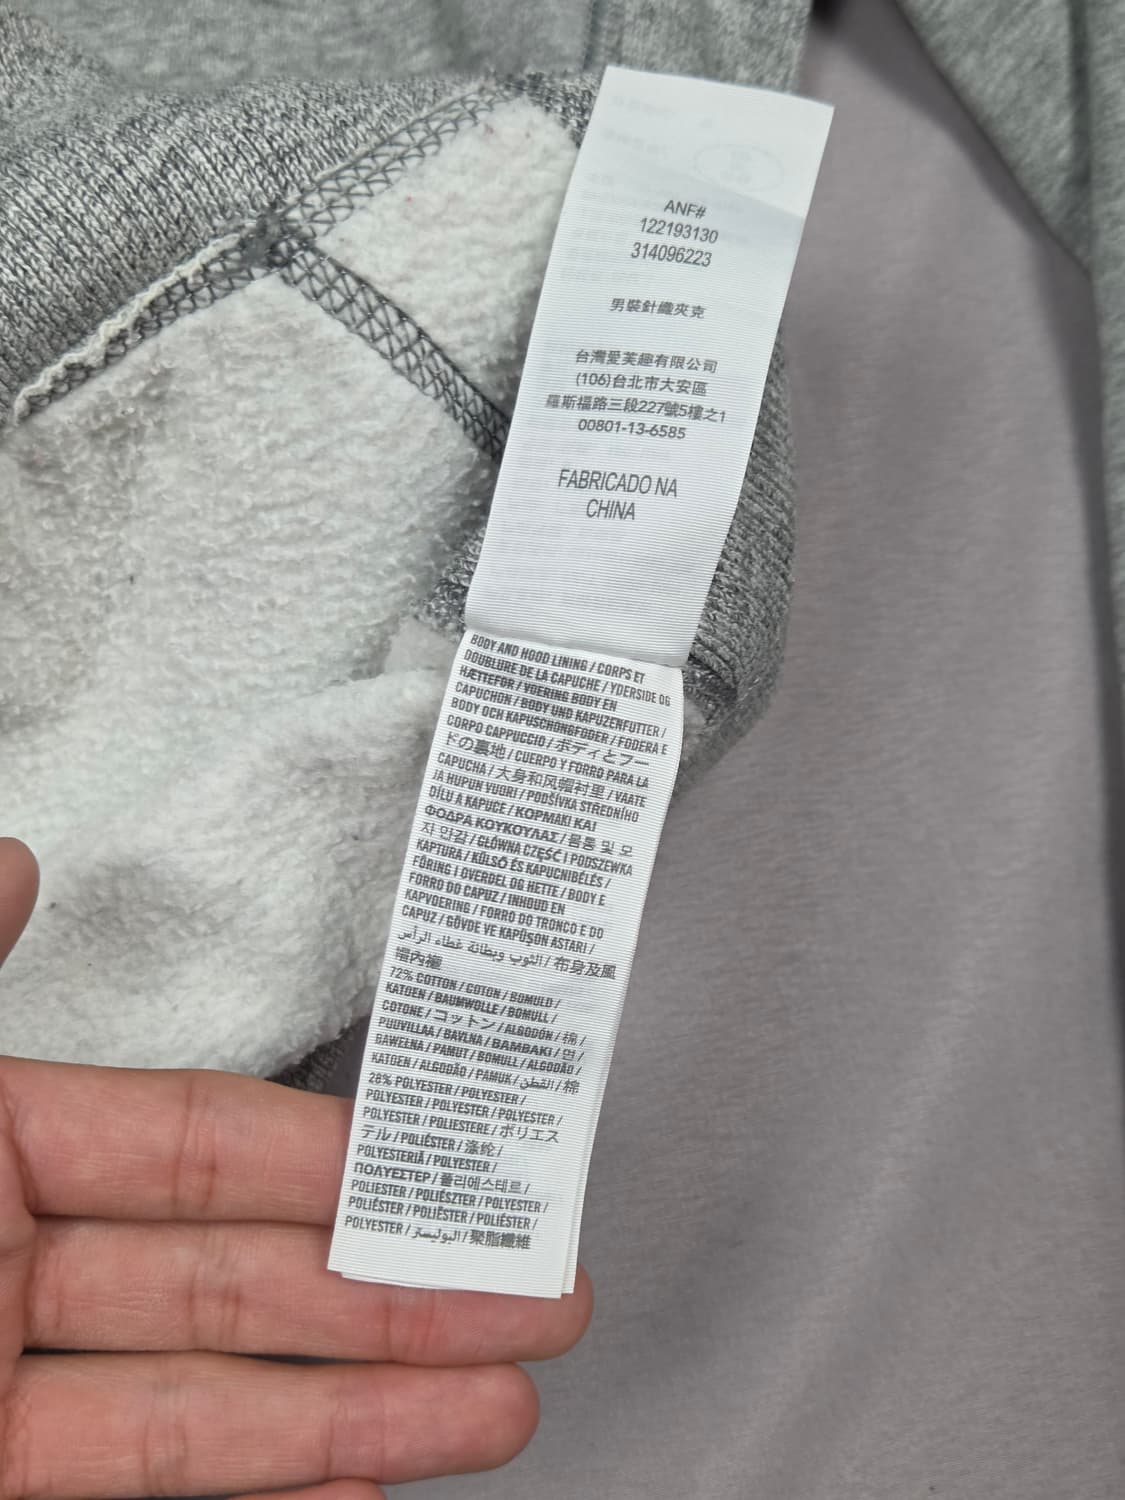 ANF#
122193130
314096223
男裝針織夾克
台灣愛芙趣有限公司
(106)台北市大安區
羅斯福路三段227號5樓之1
00801-13-6585
FABRICADO NA
CHINA
BODY AND HOOD LINING / CORPS ET
DOUBLURE DE LA CAPUCHE / YDERSIDE OG
HÆTTEFOR / VOERING BODY EN
CAPUCHON / BODY UND KAPUZENFUTTER /
BODY OCH KAPUSCHONGFODER / FODERA E
CORPO CAPPUCCIO / ボディとフー
ドの裏地 / CUERPO Y FORRO PARA LA
CAPUCHA / 大身和风帽衬里 / VAATE
JA HUPUN VUORI / PODŠÍVKA STŘEDNÍHO
DÍLU A KAPUCE / ΚΟΡΜΑΚΙ ΚΑΙ
ΦΟΔΡΑ ΚΟΥΚΟΥΛΑΣ / 몸통 및 모
자 안감 / GŁÓWNA CZĘŚĆ I PODSZEWKA
KAPTURA / KÜLSŐ ÉS KAPUCNIBÉLÉS /
FÔRING I OVERDEL OG HETTE / BODY E
FORRO DO CAPUZ / INHOUD EN
KAPVOERING / FORRO DO TRONCO E DO
CAPUZ / GÖVDE VE KAPÜŞON ASTARI /
الثوب وبطانة غطاء الرأس / 布身及風
帽內襯
72% COTTON / COTON / BOMULD /
KATOEN / BAUMWOLLE / BOMULL /
COTONE / コットン / ALGODÓN / 棉 /
PUUVILLAA / BAVLNA / ΒΑΜΒΑΚΙ / 면 /
BAWEŁNA / PAMUT / BOMULL / ALGODÃO /
KATOEN / ALGODÃO / PAMUK / القطن / 棉
28% POLYESTER / POLYESTER /
POLYESTER / POLYESTER / POLYESTER /
POLYESTER / POLIESTERE / ポリエス
テル / POLIÉSTER / 涤纶 /
POLYESTERIÄ / POLYESTER /
ΠΟΛΥΕΣΤΕΡ / 폴리에스테르 /
POLIESTER / POLIÉSZTER / POLYESTER /
POLIÉSTER / POLIËSTER / POLIÉSTER /
POLYESTER / البوليستر / 聚脂纖維